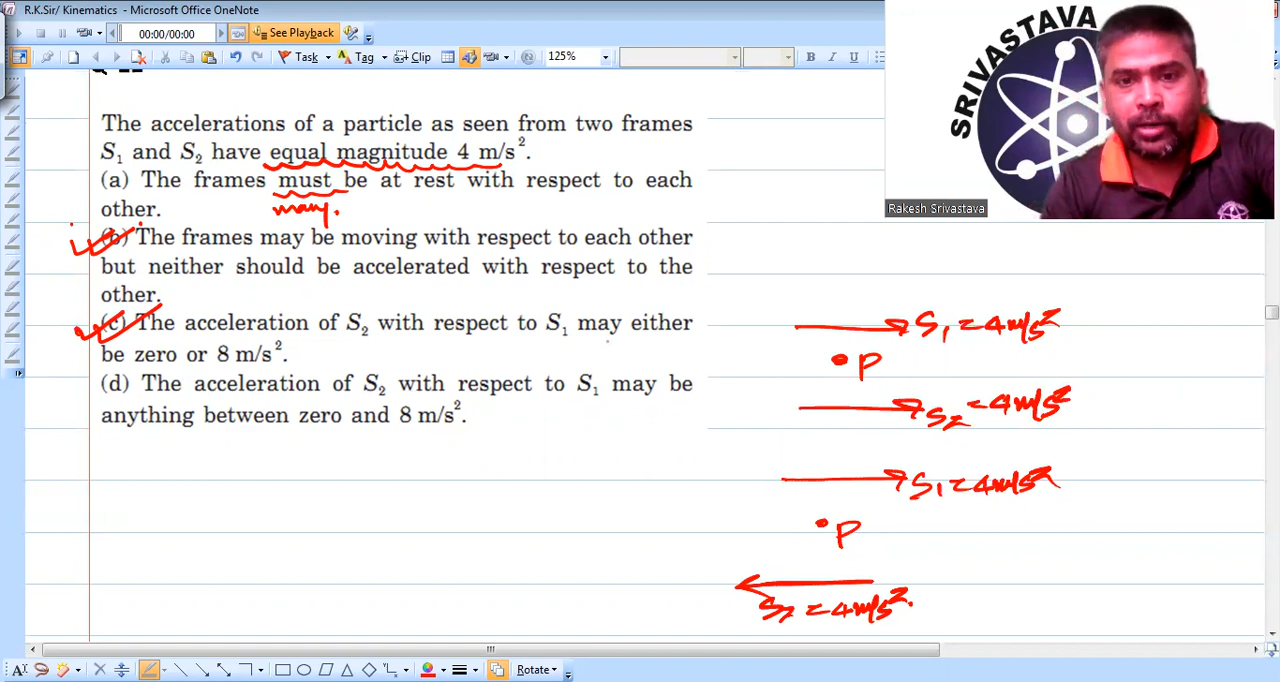 R.K.Sir/ Kinematics - Microsoft Office OneNote
00:00/00:00
See Playback
Task
Tag
Clip
125%
B I U
SRIVASTAVA
Rakesh Srivastava
The accelerations of a particle as seen from two frames
S₁ and S₂ have equal magnitude 4 m/s².
(a) The frames must be at rest with respect to each
other.
many.
(b) The frames may be moving with respect to each other
but neither should be accelerated with respect to the
other.
(c) The acceleration of S₂ with respect to S₁ may either
be zero or 8 m/s².
(d) The acceleration of S₂ with respect to S₁ may be
anything between zero and 8 m/s².
S₁ = 4 m/s²
P
S₂ = 4 m/s²
S₁ = 4 m/s²
P
S₂ = 4 m/s².
Rotate